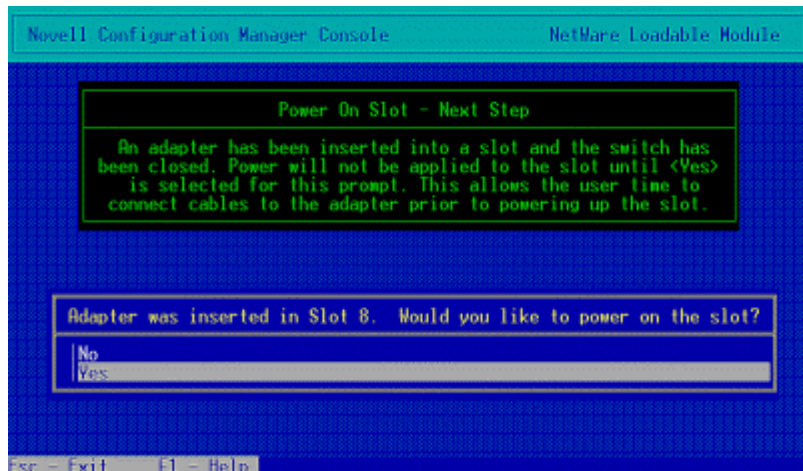 Novell Configuration Manager Console NetWare Loadable Module
Power On Slot - Next Step
An adapter has been inserted into a slot and the switch has
been closed. Power will not be applied to the slot until <Yes>
is selected for this prompt. This allows the user time to
connect cables to the adapter prior to powering up the slot.
Adapter was inserted in Slot 8. Would you like to power on the slot?
No
Yes
Esc - Exit F1 - Help